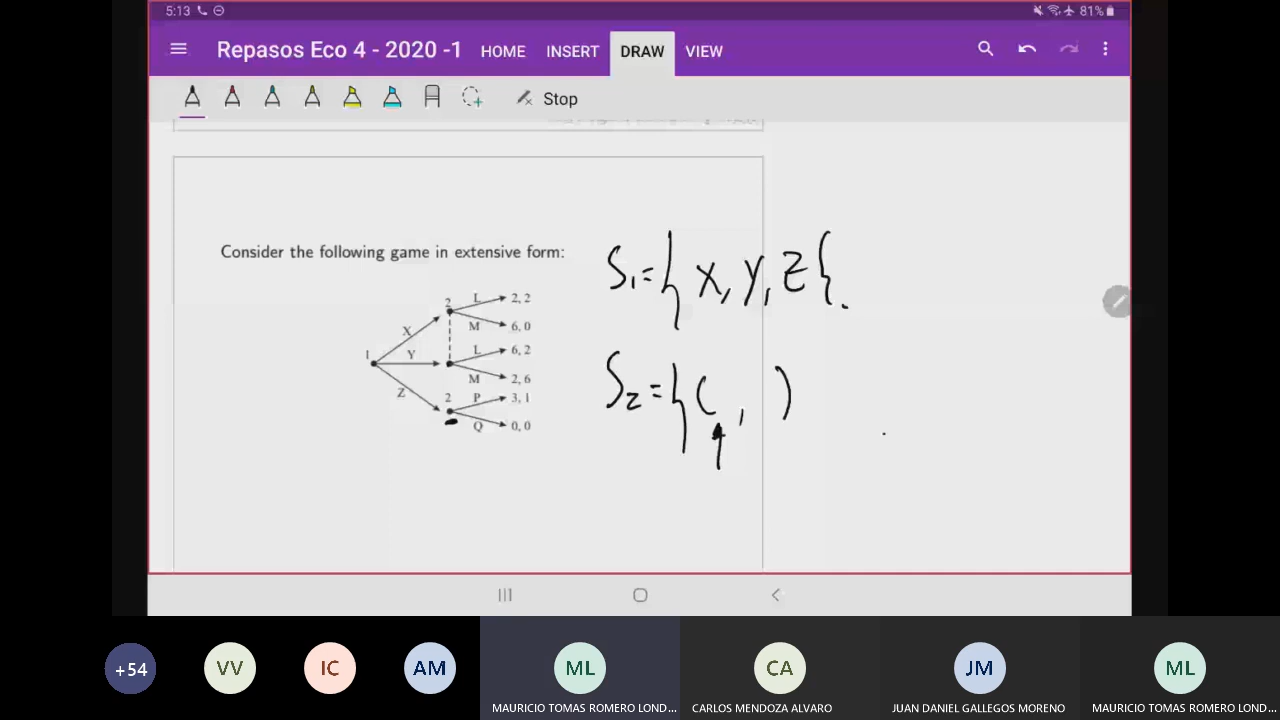 5:13
81%
Repasos Eco 4 - 2020 -1
HOME
INSERT
DRAW
VIEW
Stop
Consider the following game in extensive form:
S1={ X, Y, Z}.
2
L
2, 2
X
M
6, 0
1
Y
L
6, 2
M
2, 6
Z
2
P
3, 1
Q
0, 0
S2={( , )
+54
VV
IC
AM
ML
CA
JM
ML
MAURICIO TOMAS ROMERO LOND...
CARLOS MENDOZA ALVARO
JUAN DANIEL GALLEGOS MORENO
MAURICIO TOMAS ROMERO LOND...